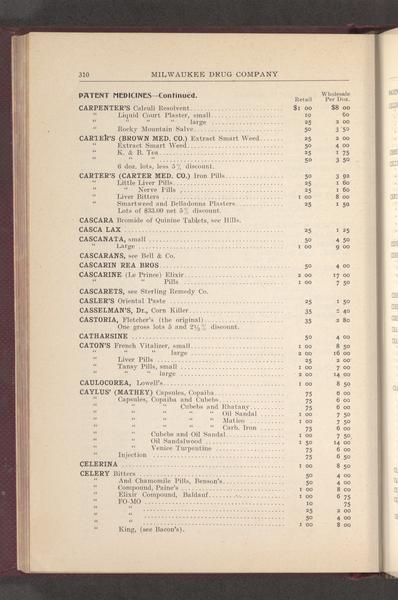 310 MILWAUKEE DRUG COMPANY
PATENT MEDICINES—Continued. Retail Wholesale Per Doz.
CARPENTER'S Calculi Resolvent $1 00 $8 00
" Liquid Court Plaster, small 10 60
" " " " large 25 2 00
" Rocky Mountain Salve 50 3 50
CARTER'S (BROWN MED. CO.) Extract Smart Weed 25 2 00
" Extract Smart Weed 50 4 00
" K. & B. Tea 25 1 75
" " " 50 3 50
6 doz. lots, less 5% discount.
CARTER'S (CARTER MED. CO.) Iron Pills 50 3 92
" Little Liver Pills 25 1 60
" " Nerve Pills 25 1 60
" Liver Bitters 1 00 8 00
" Smartweed and Belladonna Plasters 25 1 50
Lots of $33.00 net 5% discount.
CASCARA Bromide of Quinine Tablets, see Hills.
CASCA LAX 25 1 25
CASCANATA, small 50 4 50
" Large 1 00 9 00
CASCARANS, see Bell & Co.
CASCARIN REA BROS 50 4 00
CASCARINE (Le Prince) Elixir 2 00 17 00
" " Pills 1 00 7 50
CASCARETS, see Sterling Remedy Co.
CASLER'S Oriental Paste 25 1 50
CASSELMAN'S, Dr., Corn Killer 35 2 40
CASTORIA, Fletcher's (the original) 35 2 80
One gross lots 5 and 2½% discount.
CATHARSINE 50 4 00
CATON'S French Vitalizer, small 1 00 8 50
" " " large 2 00 16 00
" Liver Pills 25 2 00
" Tansy Pills, small 1 00 7 00
" " " large 2 00 14 00
CAULOCOREA, Lowell's 1 00 8 50
CAYLUS' (MATHEY) Capsules, Copaiba 75 6 00
" Capsules, Copaiba and Cubebs 75 6 00
" " " Cubebs and Rhatany 75 6 00
" " " " " Oil Sandal 1 00 7 50
" " " " " Matico 1 00 7 50
" " " " " Carb. Iron 75 6 00
" " Cubebs and Oil Sandal 1 00 7 50
" " Oil Sandalwood 1 50 14 00
" " Venice Turpentine 75 6 00
" Injection 75 6 50
CELERINA 1 00 8 50
CELERY Bitters 50 4 00
" And Chamomile Pills, Benson's 50 4 00
" Compound, Paine's 1 00 8 00
" Elixir Compound, Baldauf 1 00 6 75
" FO-MO 10 75
" " 25 2 00
" " 50 4 00
" " 1 00 8 00
" King, (see Bacon's).